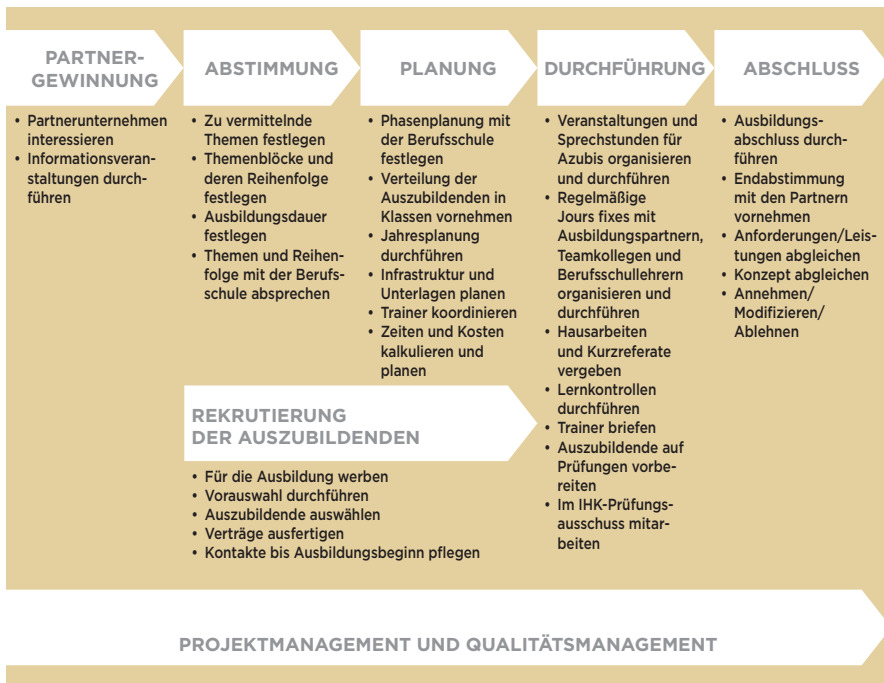 PARTNER-
GEWINNUNG
• Partnerunternehmen
interessieren
• Informationsveran-
staltungen durch-
führen
ABSTIMMUNG
• Zu vermittelnde
Themen festlegen
• Themenblöcke und
deren Reihenfolge
festlegen
• Ausbildungsdauer
festlegen
• Themen und Reihen-
folge mit der Berufs-
schule absprechen
PLANUNG
• Phasenplanung mit
der Berufsschule
festlegen
• Verteilung der
Auszubildenden in
Klassen vornehmen
• Jahresplanung
durchführen
• Infrastruktur und
Unterlagen planen
• Trainer koordinieren
• Zeiten und Kosten
kalkulieren und
planen
REKRUTIERUNG
DER AUSZUBILDENDEN
• Für die Ausbildung werben
• Vorauswahl durchführen
• Auszubildende auswählen
• Verträge ausfertigen
• Kontakte bis Ausbildungsbeginn pflegen
DURCHFÜHRUNG
• Veranstaltungen und
Sprechstunden für
Azubis organisieren
und durchführen
• Regelmäßige
Jours fixes mit
Ausbildungspartnern,
Teamkollegen und
Berufsschullehrern
organisieren und
durchführen
• Hausarbeiten
und Kurzreferate
vergeben
• Lernkontrollen
durchführen
• Trainer briefen
• Auszubildende auf
Prüfungen vorbe-
reiten
• Im IHK-Prüfungs-
ausschuss mitar-
beiten
ABSCHLUSS
• Ausbildungs-
abschluss durch-
führen
• Endabstimmung
mit den Partnern
vornehmen
• Anforderungen/Leis-
tungen abgleichen
• Konzept abgleichen
• Annehmen/
Modifizieren/
Ablehnen
PROJEKTMANAGEMENT UND QUALITÄTSMANAGEMENT